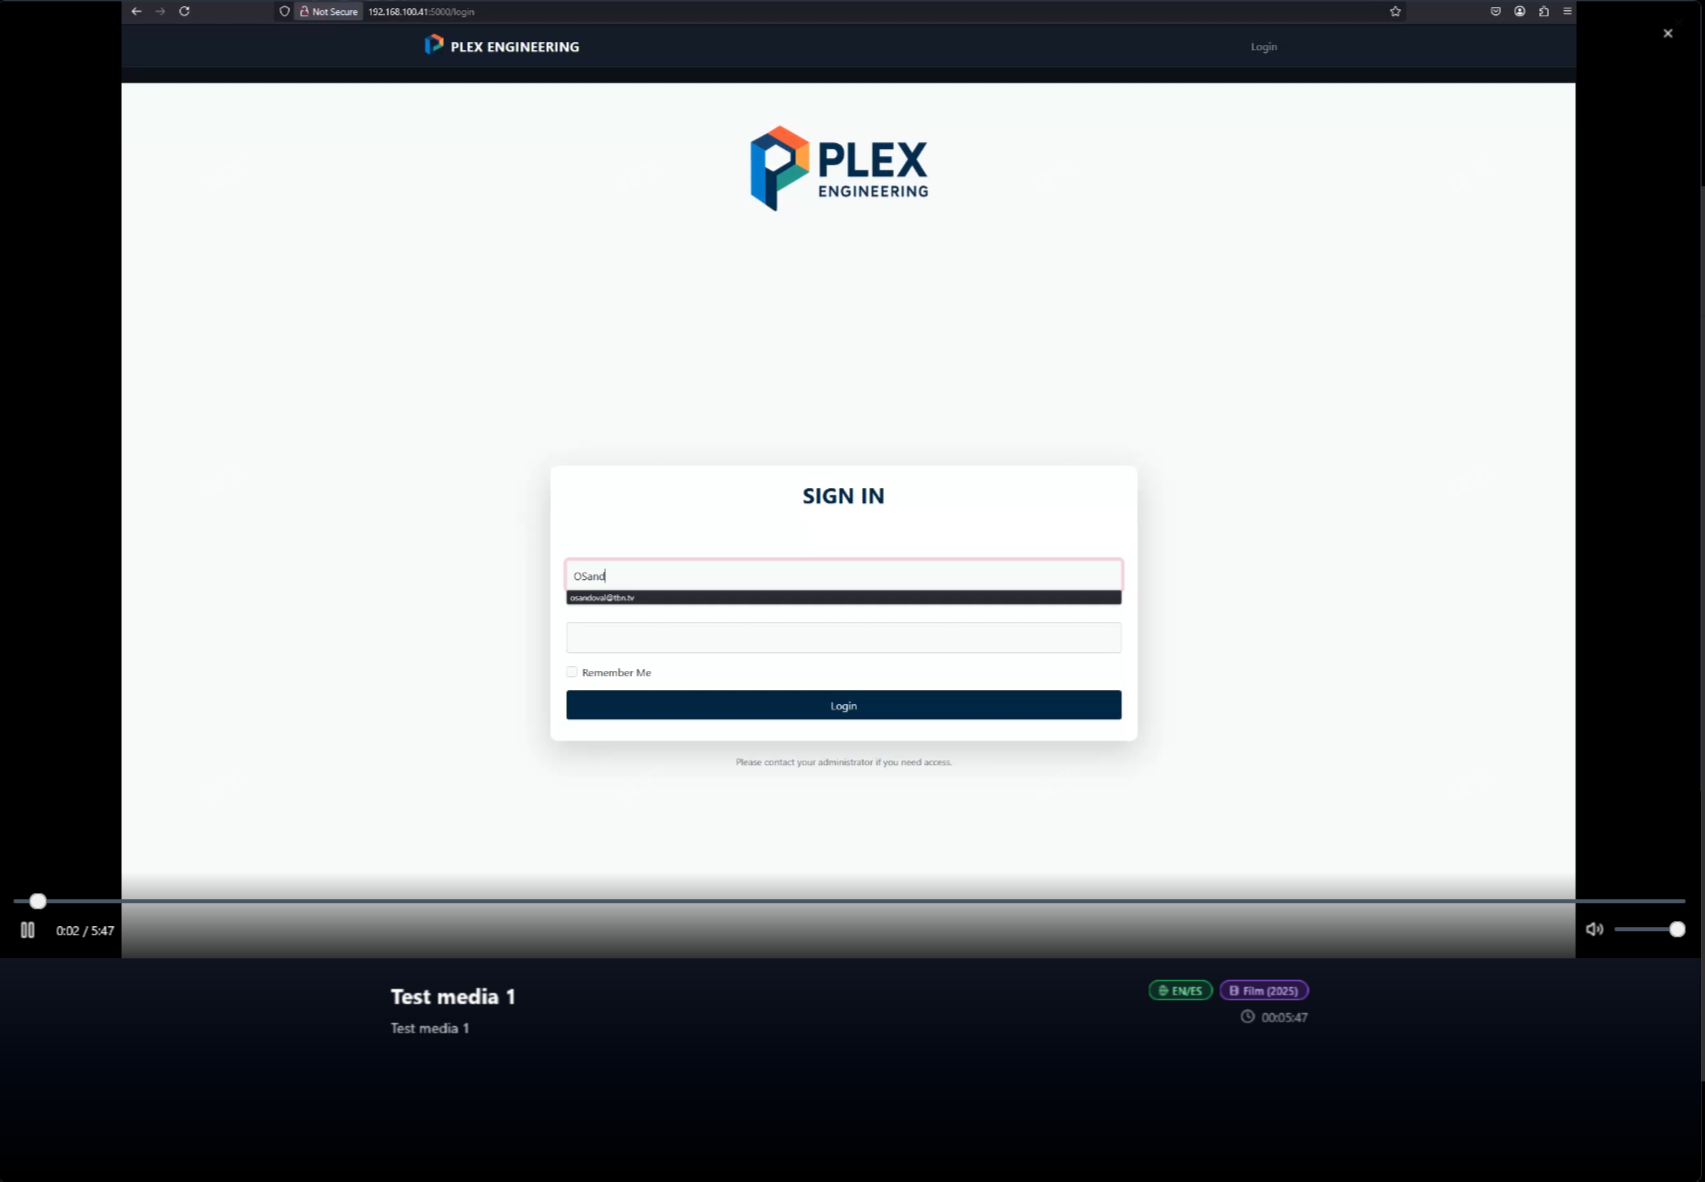 Not Secure 192.168.100.41:5000/login
PLEX ENGINEERING
Login
PLEX
ENGINEERING
SIGN IN
OSand
osandoval@tbn.tv
Remember Me
Login
Please contact your administrator if you need access.
0:02 / 5:47
Test media 1
EN/ES
Film (2025)
Test media 1
00:05:47